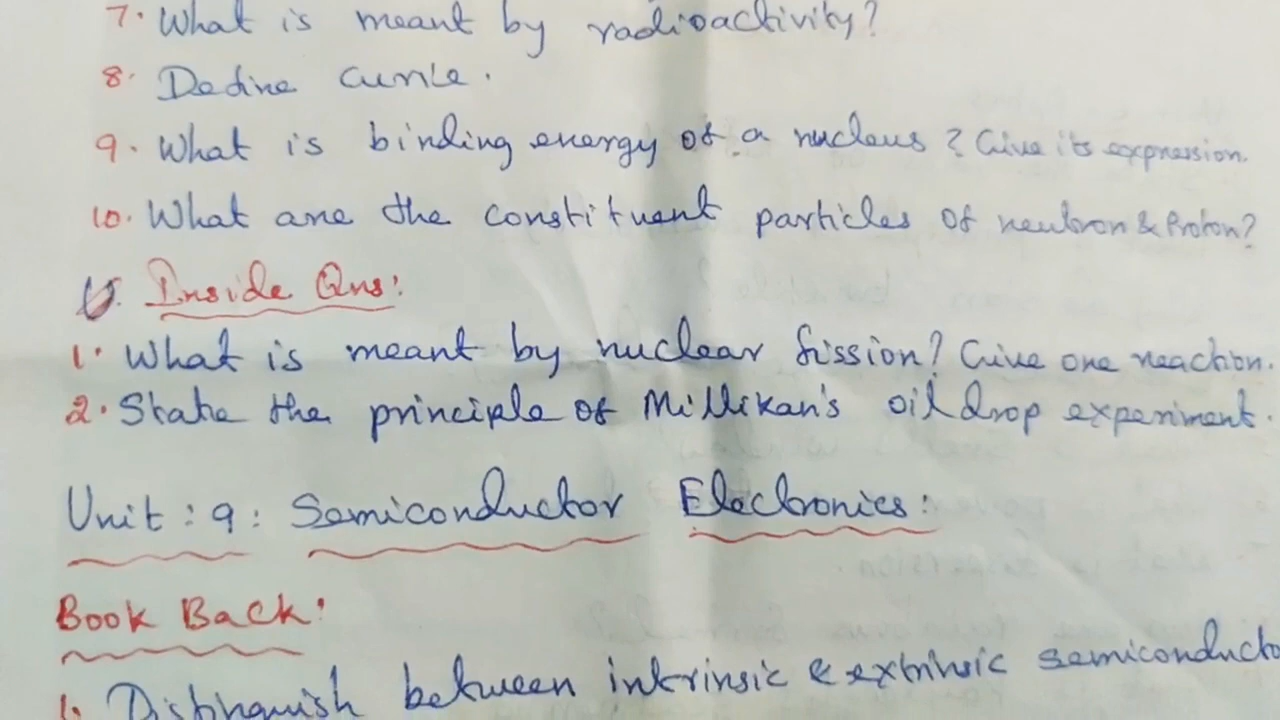 7. What is meant by radioactivity?
8. Define curie.
9. What is binding energy of a nucleus? Give its expression.
10. What are the constituent particles of neutron & Proton?
Inside Qns:
1. What is meant by nuclear fission? Give one reaction.
2. State the principle of Millikan's oil drop experiment.
Unit: 9: Semiconductor Electronics:
Book Back:
1. Distinguish between intrinsic & extrinsic semiconducto